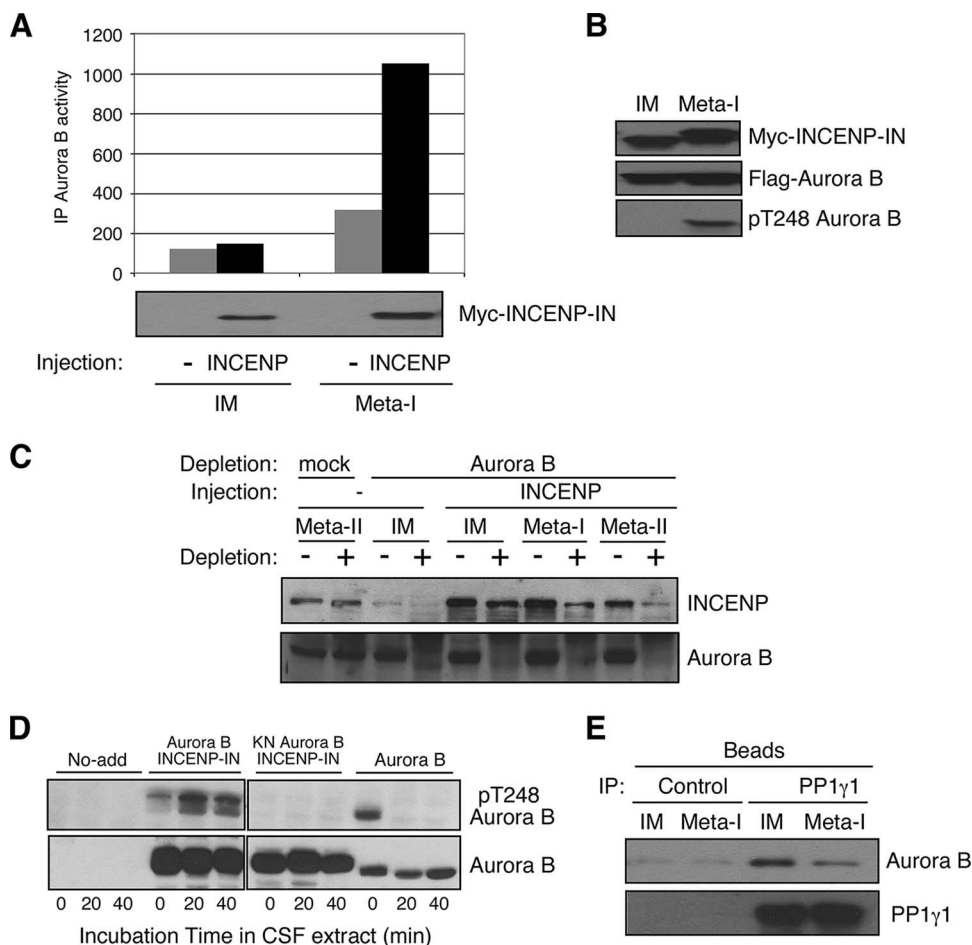 A
1200
1000
800
600
400
200
0
IP Aurora B activity
Myc-INCENP-IN
Injection: - INCENP - INCENP
IM Meta-I
B
IM Meta-I
Myc-INCENP-IN
Flag-Aurora B
pT248 Aurora B
C
Depletion: mock Aurora B
Injection: - INCENP
Meta-II IM IM Meta-I Meta-II
Depletion: - + - + - + - + - +
INCENP
Aurora B
D
No-add Aurora B INCENP-IN KN Aurora B INCENP-IN Aurora B
pT248
Aurora B
Aurora B
0 20 40 0 20 40 0 20 40 0 20 40
Incubation Time in CSF extract (min)
E
Beads
IP: Control PP1γ1
IM Meta-I IM Meta-I
Aurora B
PP1γ1